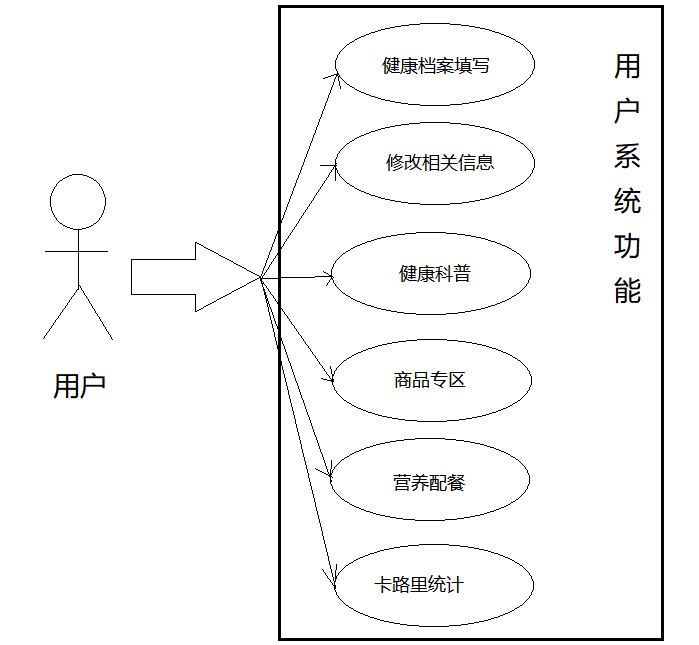 健康档案填写
修改相关信息
健康科普
商品专区
营养配餐
卡路里统计
用户系统功能
用户